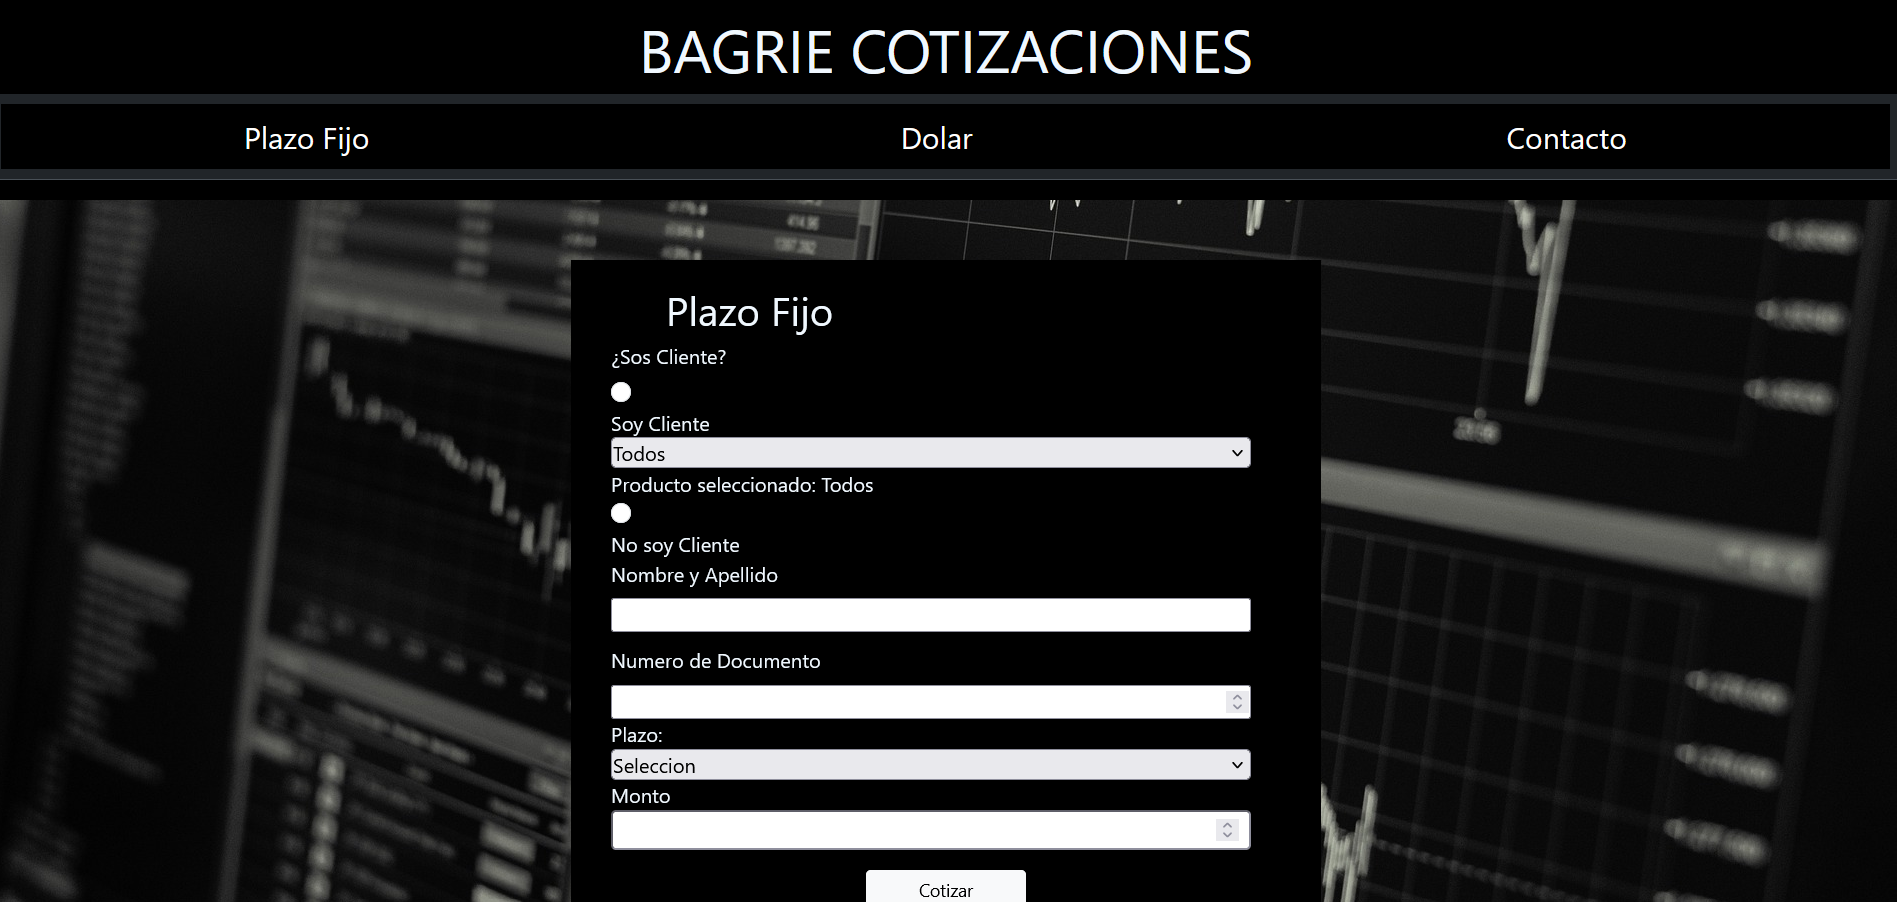 BAGRIE COTIZACIONES
Plazo Fijo Dolar Contacto
Plazo Fijo
¿Sos Cliente?
Soy Cliente
Todos
Producto seleccionado: Todos
No soy Cliente
Nombre y Apellido
Numero de Documento
Plazo:
Seleccion
Monto
Cotizar